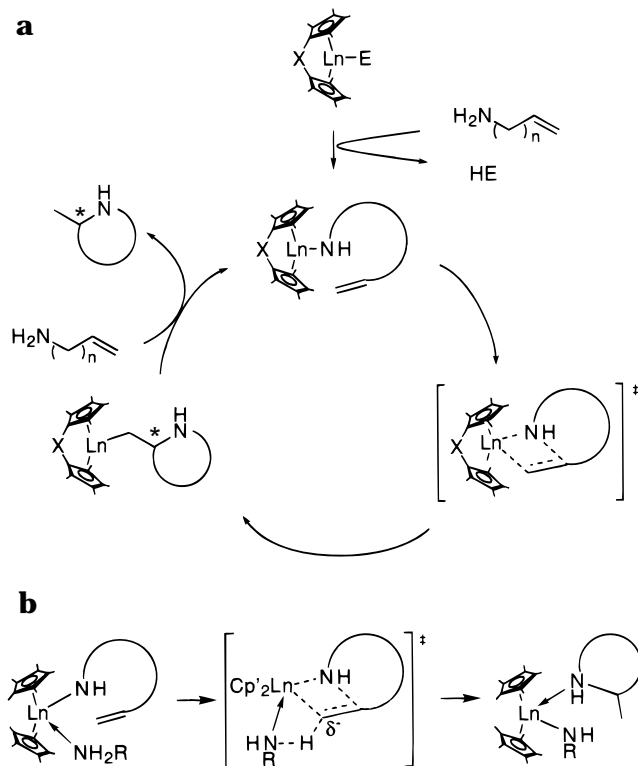 a
X Ln–E
H₂N ( )n
HE
H
N
*
X Ln–NH
H₂N ( )n
H
N
*
X Ln
X Ln NH ‡
b
NH
Ln
NH₂R
‡
NH
Cp'₂Ln
δ⁻
HN H
R
N
H
Ln
NH
R